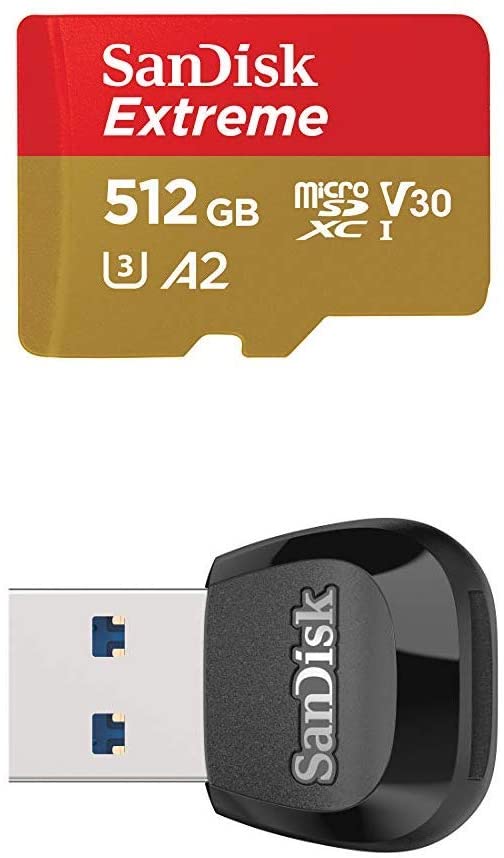 SanDisk
Extreme
512 GB
micro SD XC I V30
3 A2
SanDisk